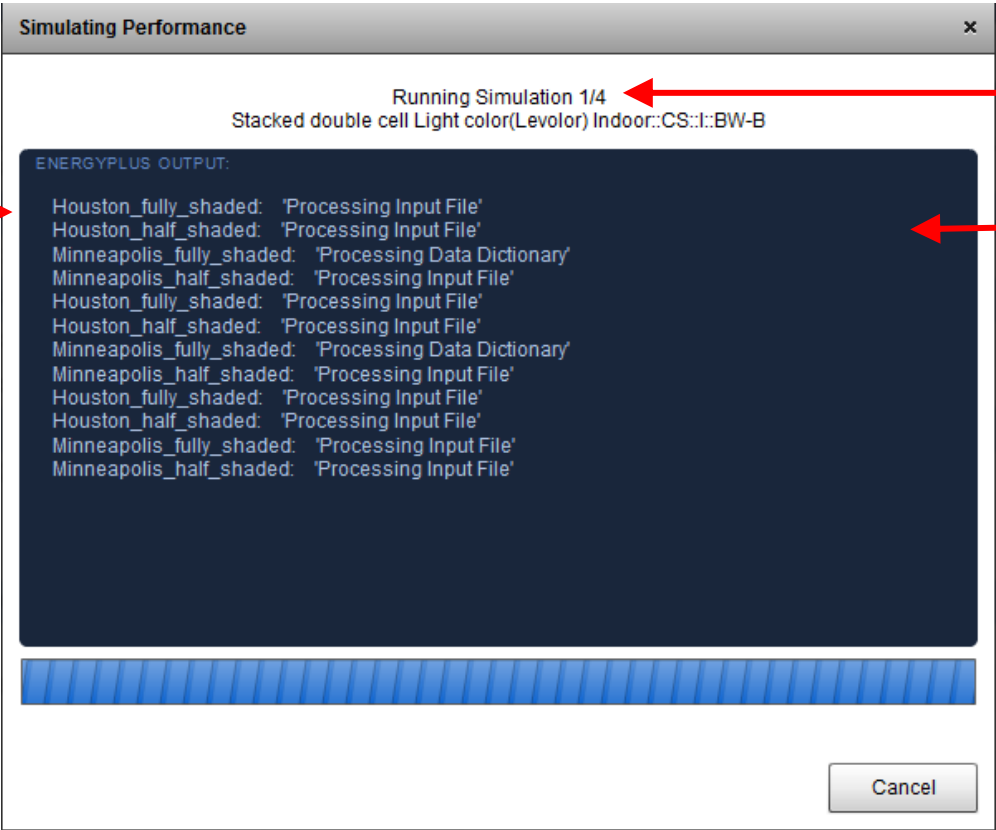 Simulating Performance ×
Running Simulation 1/4
Stacked double cell Light color(Levolor) Indoor::CS::I::BW-B
ENERGYPLUS OUTPUT:
Houston_fully_shaded: 'Processing Input File'
Houston_half_shaded: 'Processing Input File'
Minneapolis_fully_shaded: 'Processing Data Dictionary'
Minneapolis_half_shaded: 'Processing Input File'
Houston_fully_shaded: 'Processing Input File'
Houston_half_shaded: 'Processing Input File'
Minneapolis_fully_shaded: 'Processing Data Dictionary'
Minneapolis_half_shaded: 'Processing Input File'
Houston_fully_shaded: 'Processing Input File'
Houston_half_shaded: 'Processing Input File'
Minneapolis_fully_shaded: 'Processing Input File'
Minneapolis_half_shaded: 'Processing Input File'
Cancel